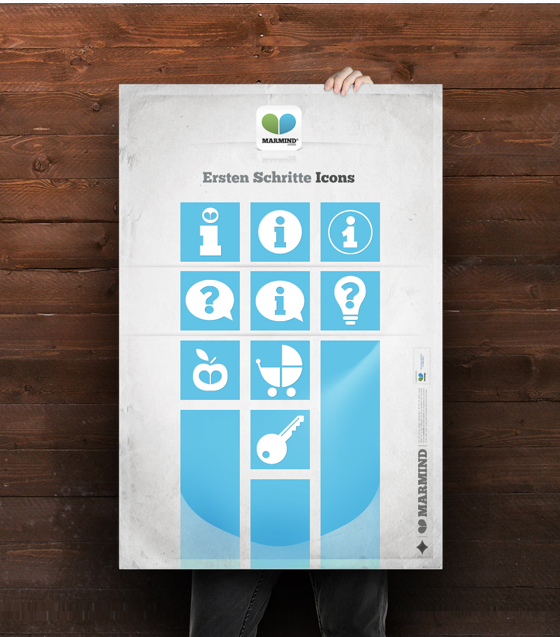 MARMIND
Ersten Schritte Icons
i i i
? i ?
MARMIND